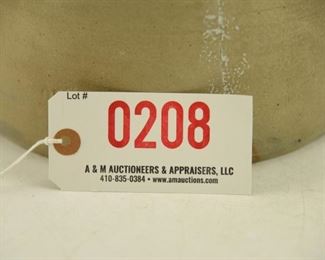 Lot #
0208
A & M AUCTIONEERS & APPRAISERS, LLC
410-835-0384 • www.amauctions.com